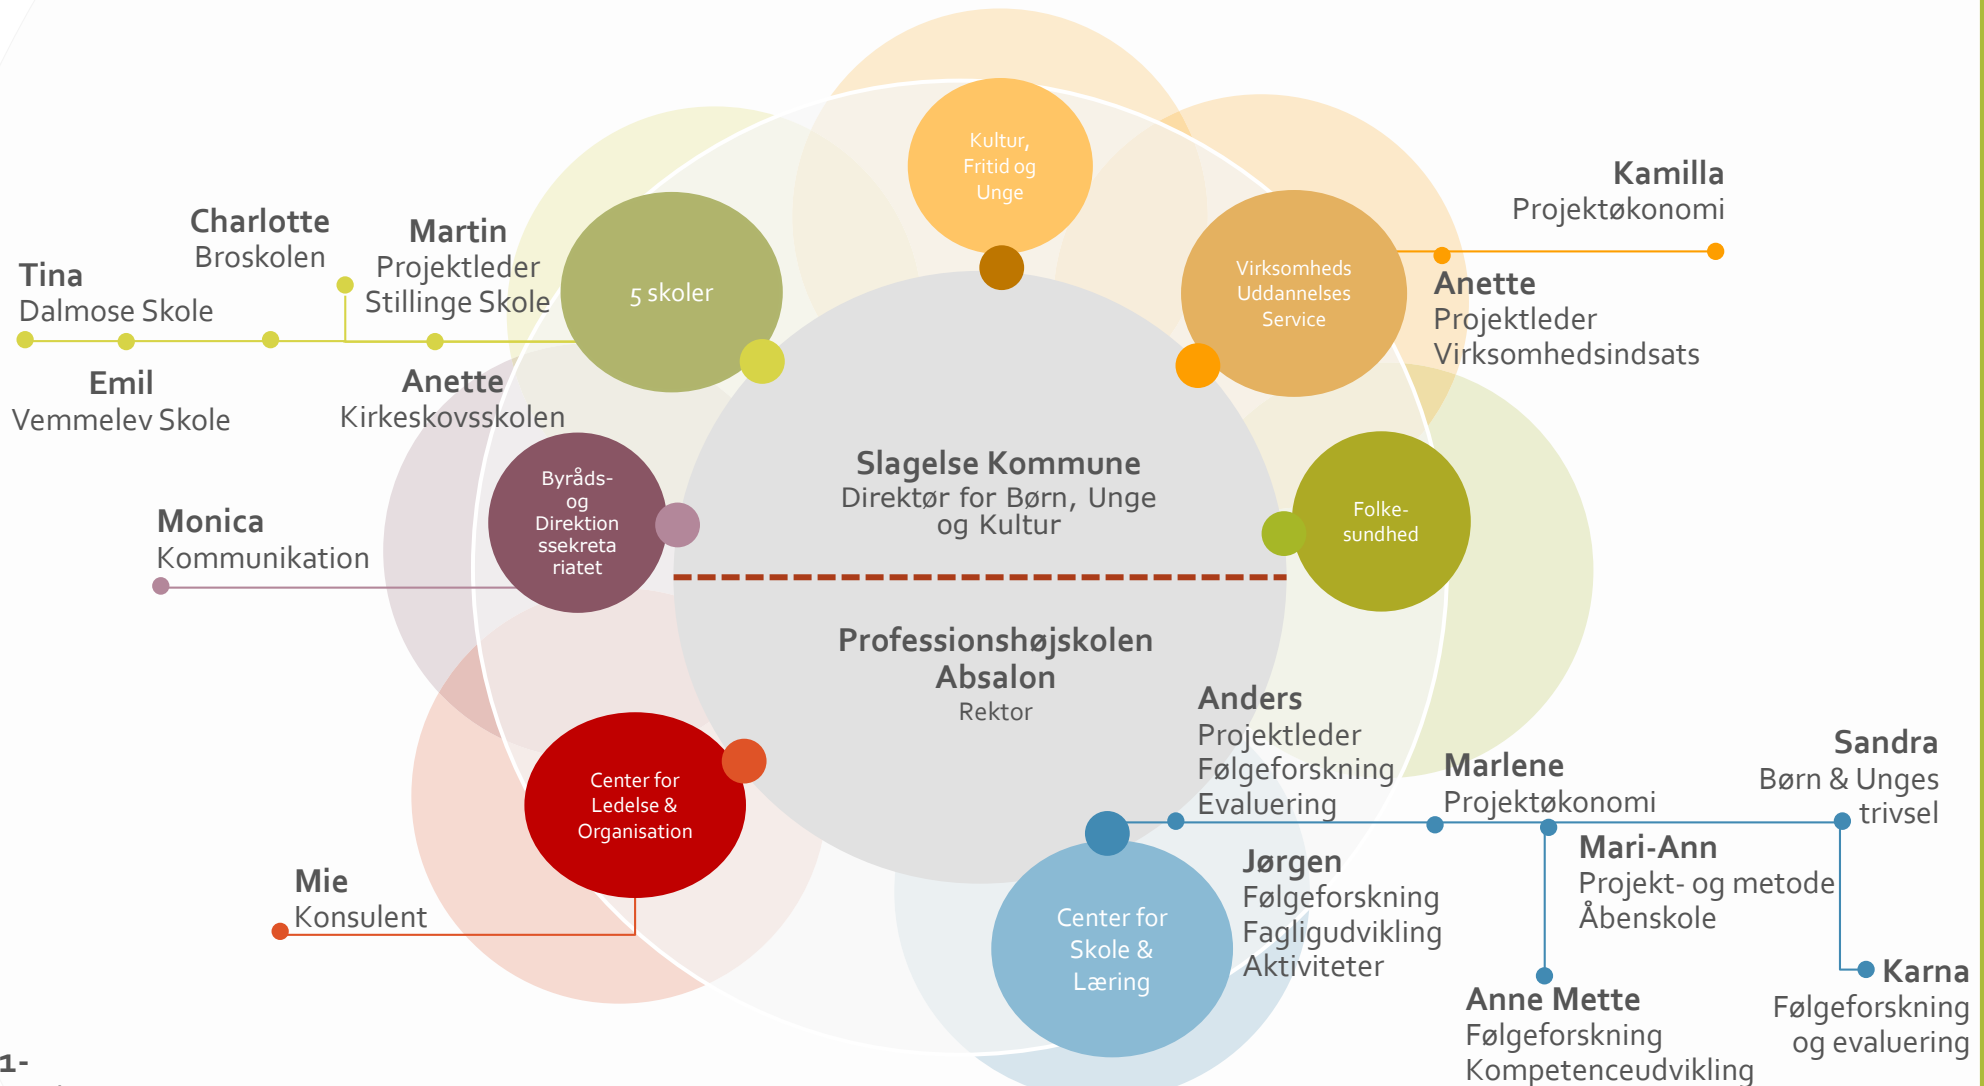 Kultur,
Fritid og
Unge
Kamilla
Projektøkonomi
Charlotte
Broskolen
Martin
Projektleder
Stillinge Skole
Tina
Dalmose Skole
5 skoler
Virksomheds
Uddannelses
Service
Anette
Projektleder
Virksomhedsindsats
Emil
Vemmelev Skole
Anette
Kirkeskovsskolen
Byråds-
og
Direktion
ssekreta
riatet
Slagelse Kommune
Direktør for Børn, Unge
og Kultur
Folke-
sundhed
Monica
Kommunikation
Professionshøjskolen
Absalon
Rektor
Anders
Projektleder
Følgeforskning
Evaluering
Marlene
Projektøkonomi
Sandra
Børn & Unges
trivsel
Center for
Ledelse &
Organisation
Mie
Konsulent
Jørgen
Følgeforskning
Fagligudvikling
Aktiviteter
Mari-Ann
Projekt- og metode
Åbenskole
Center for
Skole &
Læring
Anne Mette
Følgeforskning
Kompetenceudvikling
Karna
Følgeforskning
og evaluering
1-